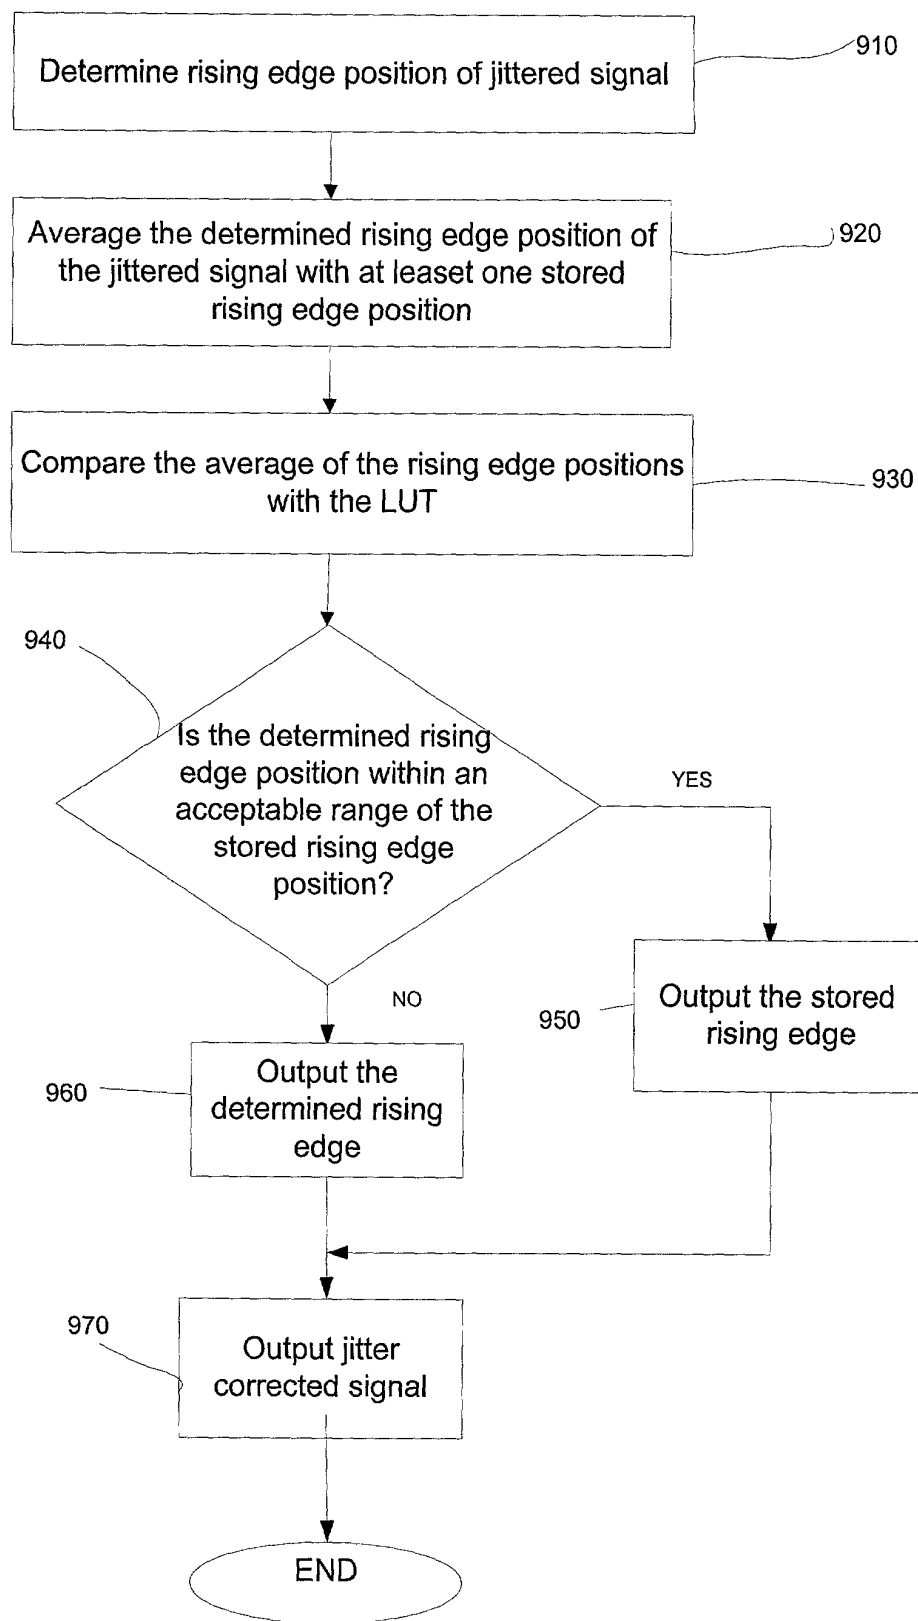 Determine rising edge position of jittered signal
910
Average the determined rising edge position of
the jittered signal with at leaset one stored
rising edge position
920
Compare the average of the rising edge positions
with the LUT
930
940
Is the determined rising
edge position within an
acceptable range of the
stored rising edge
position?
YES
NO
950
Output the stored
rising edge
960
Output the
determined rising
edge
970
Output jitter
corrected signal
END